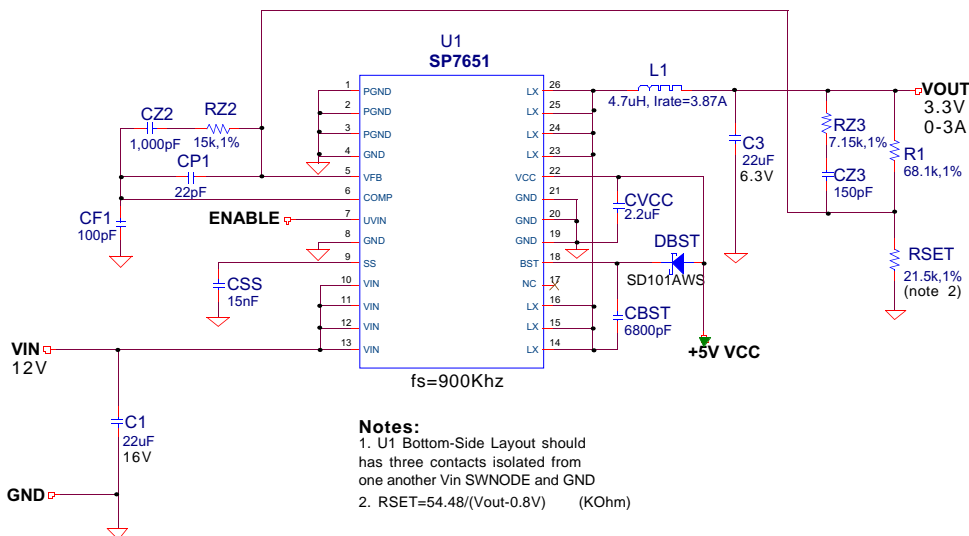 U1
SP7651
1 PGND
2 PGND
3 PGND
4 GND
5 VFB
6 COMP
7 UVIN
8 GND
9 SS
10 VIN
11 VIN
12 VIN
13 VIN
LX 26
LX 25
LX 24
LX 23
VCC 22
GND 21
GND 20
GND 19
BST 18
NC 17
LX 16
LX 15
LX 14
fs=900Khz
CZ2
1,000pF
RZ2
15k,1%
CP1
22pF
CF1
100pF
ENABLE
CSS
15nF
VIN
12V
C1
22uF
16V
GND
L1
4.7uH, Irate=3.87A
VOUT
3.3V
0-3A
C3
22uF
6.3V
RZ3
7.15k,1%
CZ3
150pF
R1
68.1k,1%
RSET
21.5k,1%
(note 2)
CVCC
2.2uF
DBST
SD101AWS
CBST
6800pF
+5V VCC
Notes:
1. U1 Bottom-Side Layout should
has three contacts isolated from
one another Vin SWNODE and GND
2. RSET=54.48/(Vout-0.8V) (KOhm)